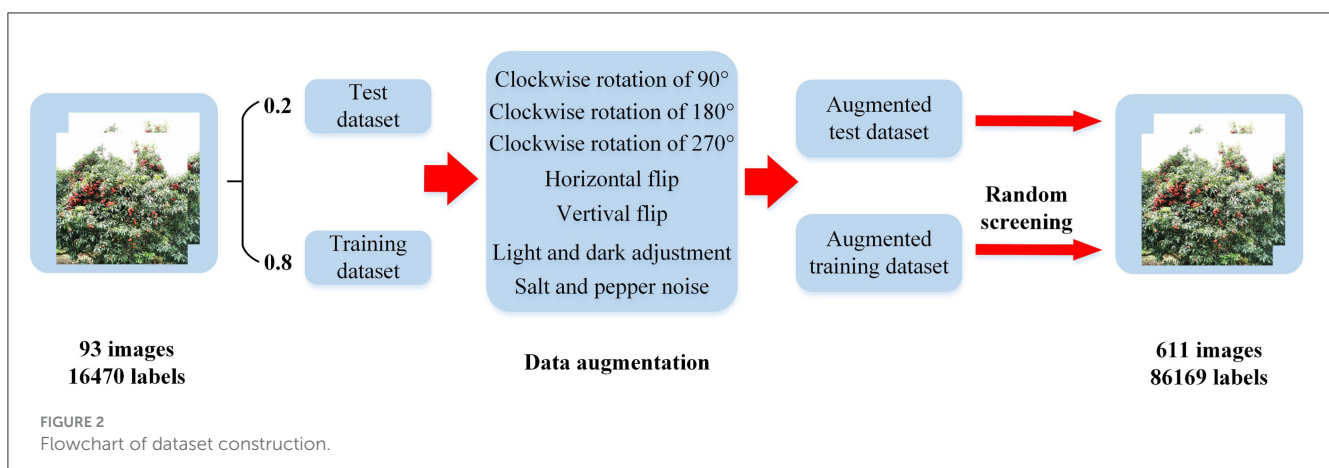 0.2
Test
dataset
0.8
Training
dataset
93 images
16470 labels
Clockwise rotation of 90°
Clockwise rotation of 180°
Clockwise rotation of 270°
Horizontal flip
Vertival flip
Light and dark adjustment
Salt and pepper noise
Data augmentation
Augmented
test dataset
Augmented
training dataset
Random
screening
611 images
86169 labels
FIGURE 2
Flowchart of dataset construction.